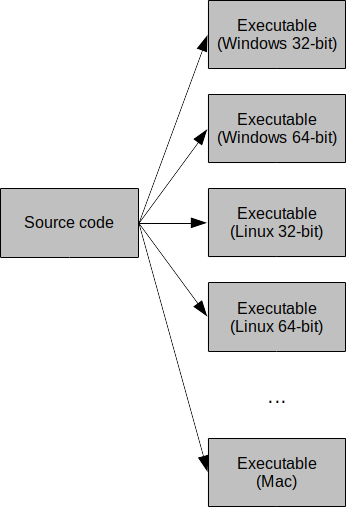 Executable
(Windows 32-bit)
Executable
(Windows 64-bit)
Source code
Executable
(Linux 32-bit)
Executable
(Linux 64-bit)
...
Executable
(Mac)